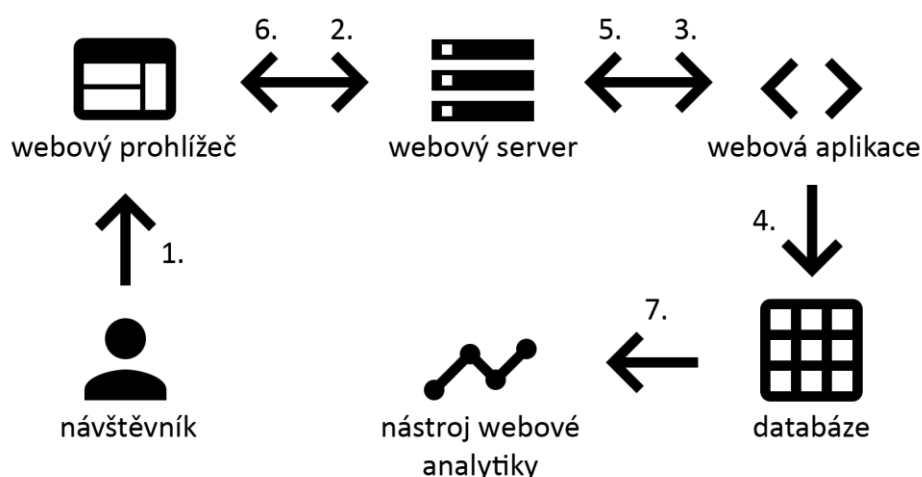 6. 2. 5. 3.
webový prohlížeč webový server webová aplikace
1. 4.
7.
návštěvník nástroj webové databáze
analytiky